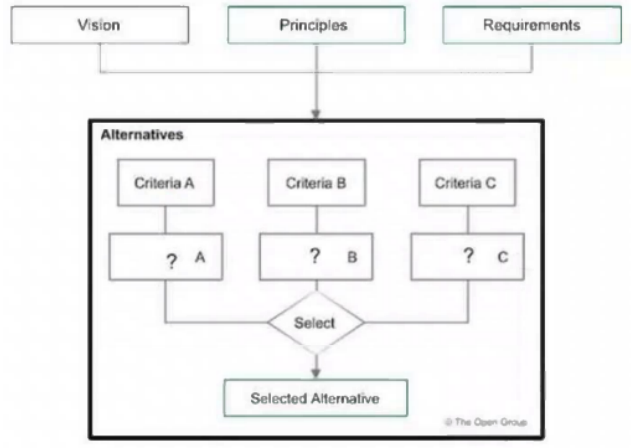 Vision
Principles
Requirements
Alternatives
Criteria A
Criteria B
Criteria C
? A
? B
? C
Select
Selected Alternative
© The Open Group